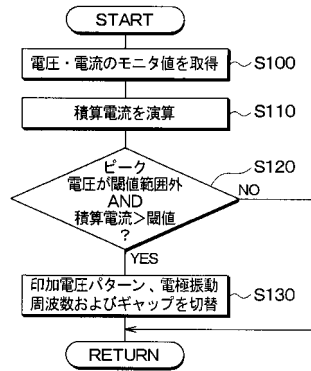 START
電圧・電流のモニタ値を取得
S100
積算電流を演算
S110
ピーク
電圧が閾値範囲外
AND
積算電流>閾値
?
S120
NO
YES
印加電圧パターン、電極振動
周波数およびギャップを切替
S130
RETURN